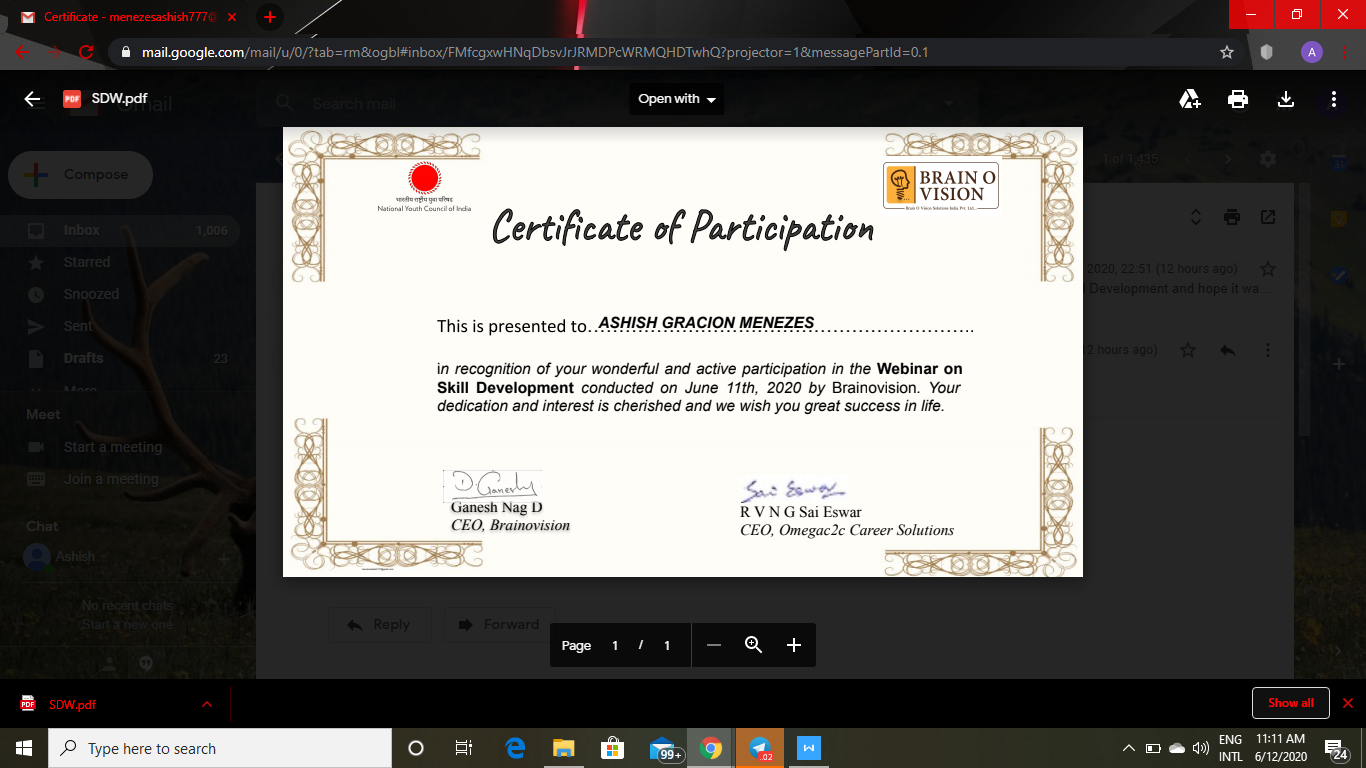 Certificate - menezesashish777@
mail.google.com/mail/u/0/?tab=rm&ogbl#inbox/FMfcgxwHNqDbsvJrJRMDPcWRMQHDTwhQ?projector=1&messagePartId=0.1
A
PDF SDW.pdf
Gmail
Search mail
Open with
Compose
1 of 1,435
Inbox 1,006
Starred
Snoozed
Sent
Drafts 23
More
Meet
Start a meeting
Join a meeting
Chat
Ashish
No recent chats
Start a new one
2020, 22:51 (12 hours ago)
Development and hope it wa...
2 hours ago)
भारतीय राष्ट्रीय युवा परिषद
National Youth Council of India
BRAIN O
VISION
Brain O Vision Solutions India Pvt. Ltd.
Certificate of Participation
This is presented to..ASHISH GRACION MENEZES..............................
in recognition of your wonderful and active participation in the Webinar on
Skill Development conducted on June 11th, 2020 by Brainovision. Your
dedication and interest is cherished and we wish you great success in life.
D Ganesh
Ganesh Nag D
CEO, Brainovision
Sai Eswar
R V N G Sai Eswar
CEO, Omegac2c Career Solutions
Reply
Forward
Page 1 / 1
PDF SDW.pdf
Show all
Type here to search
99+
.02
W
ENG
INTL
11:11 AM
6/12/2020
24